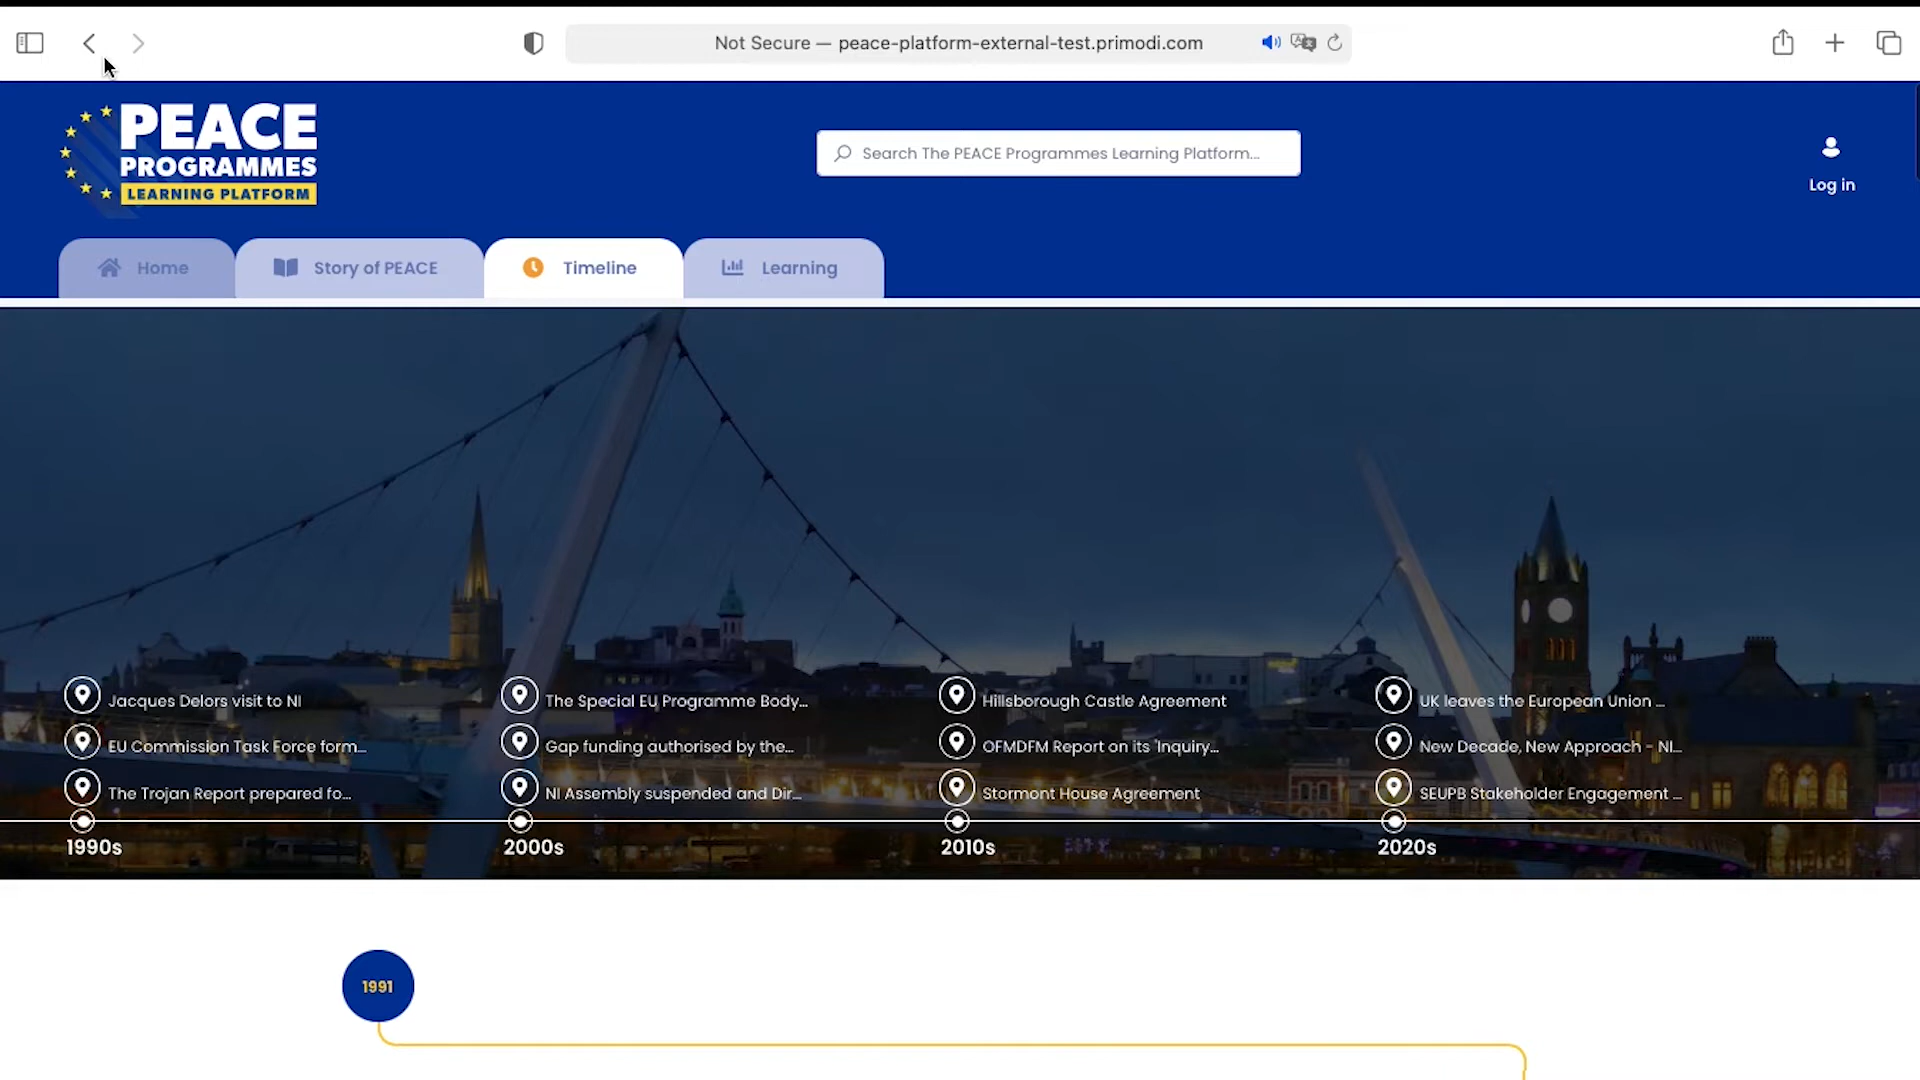 Not Secure — peace-platform-external-test.primodi.com
PEACE
PROGRAMMES
LEARNING PLATFORM
Search The PEACE Programmes Learning Platform...
Log in
Home
Story of PEACE
Timeline
Learning
Jacques Delors visit to NI
EU Commission Task Force form...
The Trojan Report prepared fo...
1990s
The Special EU Programme Body...
Gap funding authorised by the...
NI Assembly suspended and Dir...
2000s
Hillsborough Castle Agreement
OFMDFM Report on its 'Inquiry...
Stormont House Agreement
2010s
UK leaves the European Union ...
New Decade, New Approach - NI...
SEUPB Stakeholder Engagement ...
2020s
1991